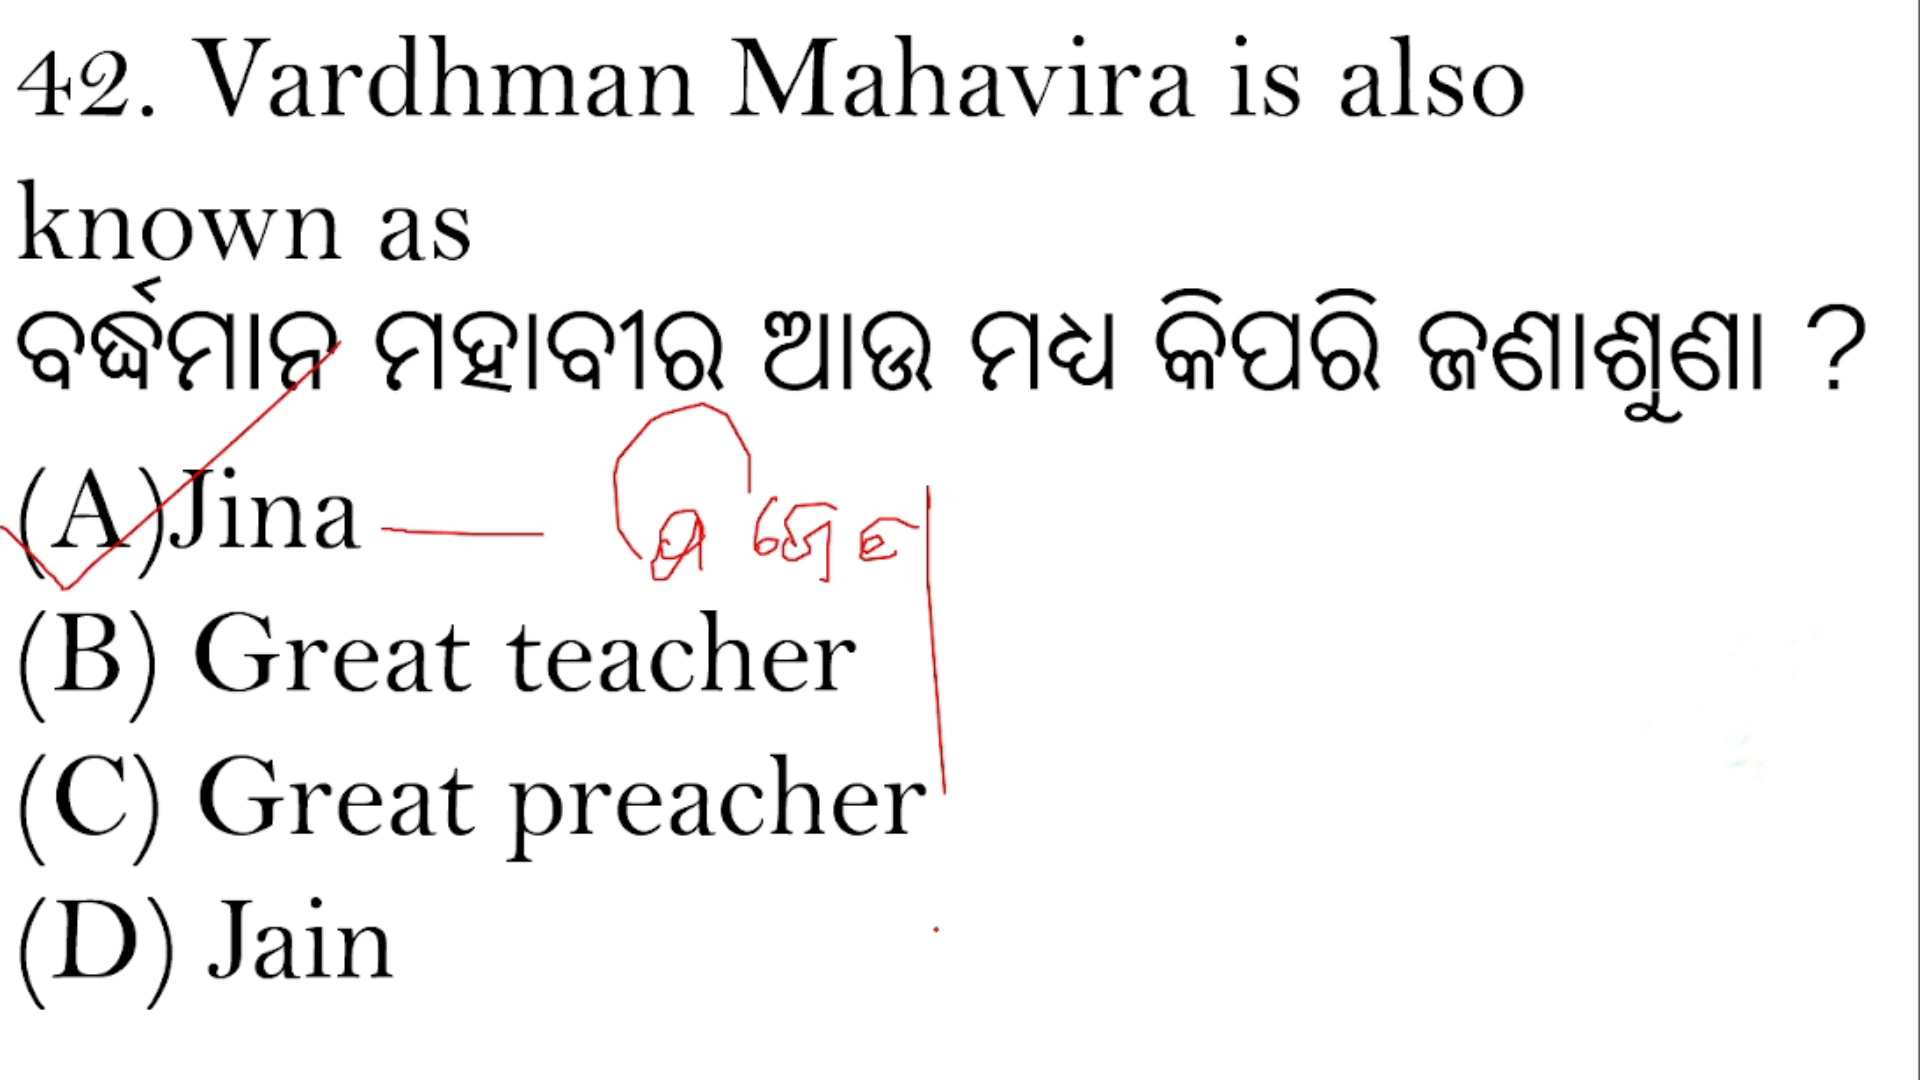 42. Vardhman Mahavira is also
known as
ବର୍ଦ୍ଧମାନ ମହାବୀର ଆଉ ମଧ୍ୟ କିପରି ଜଣାଶୁଣା ?
(A)Jina
(B) Great teacher
(C) Great preacher
(D) Jain